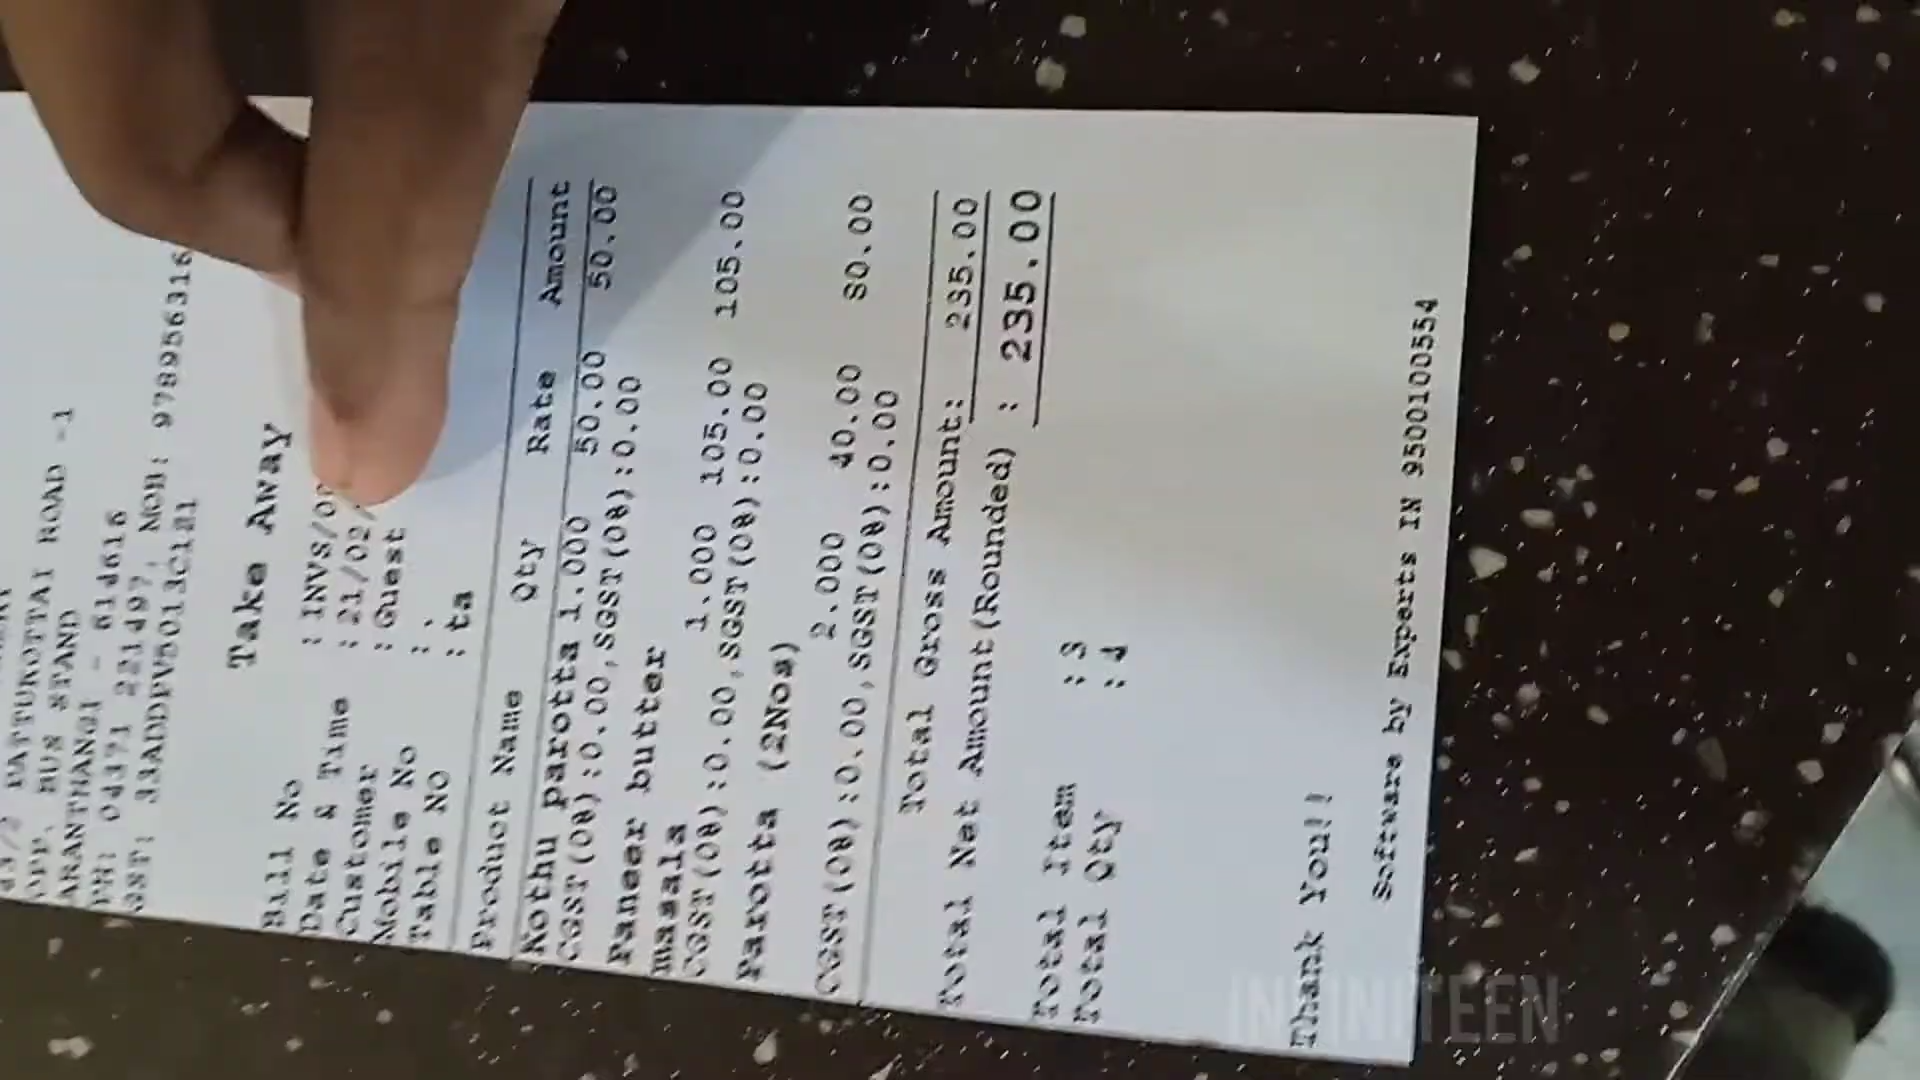 PATTUKOTTAI ROAD -1
OPP. BUS STAND
ARANTHANGI - 614616
PH: 04371 221497, MOB: 978956316
GST: 33ADDPV5013C1Z1
Take Away
Bill No : INVS/
Date & Time : 21/02/
Customer : Guest
Mobile No : .
Table NO : ta
Product Name Qty Rate Amount
Kothu parotta 1.000 50.00 50.00
CGST(0%):0.00,SGST(0%):0.00
Paneer butter
masala 1.000 105.00 105.00
CGST(0%):0.00,SGST(0%):0.00
Parotta (2Nos)
2.000 40.00 80.00
CGST(0%):0.00,SGST(0%):0.00
Total Gross Amount: 235.00
Total Net Amount(Rounded) : 235.00
Total Item : 3
Total Qty : 4
Thank You!!
Software by Experts IN 9500100554
INFINITEEN